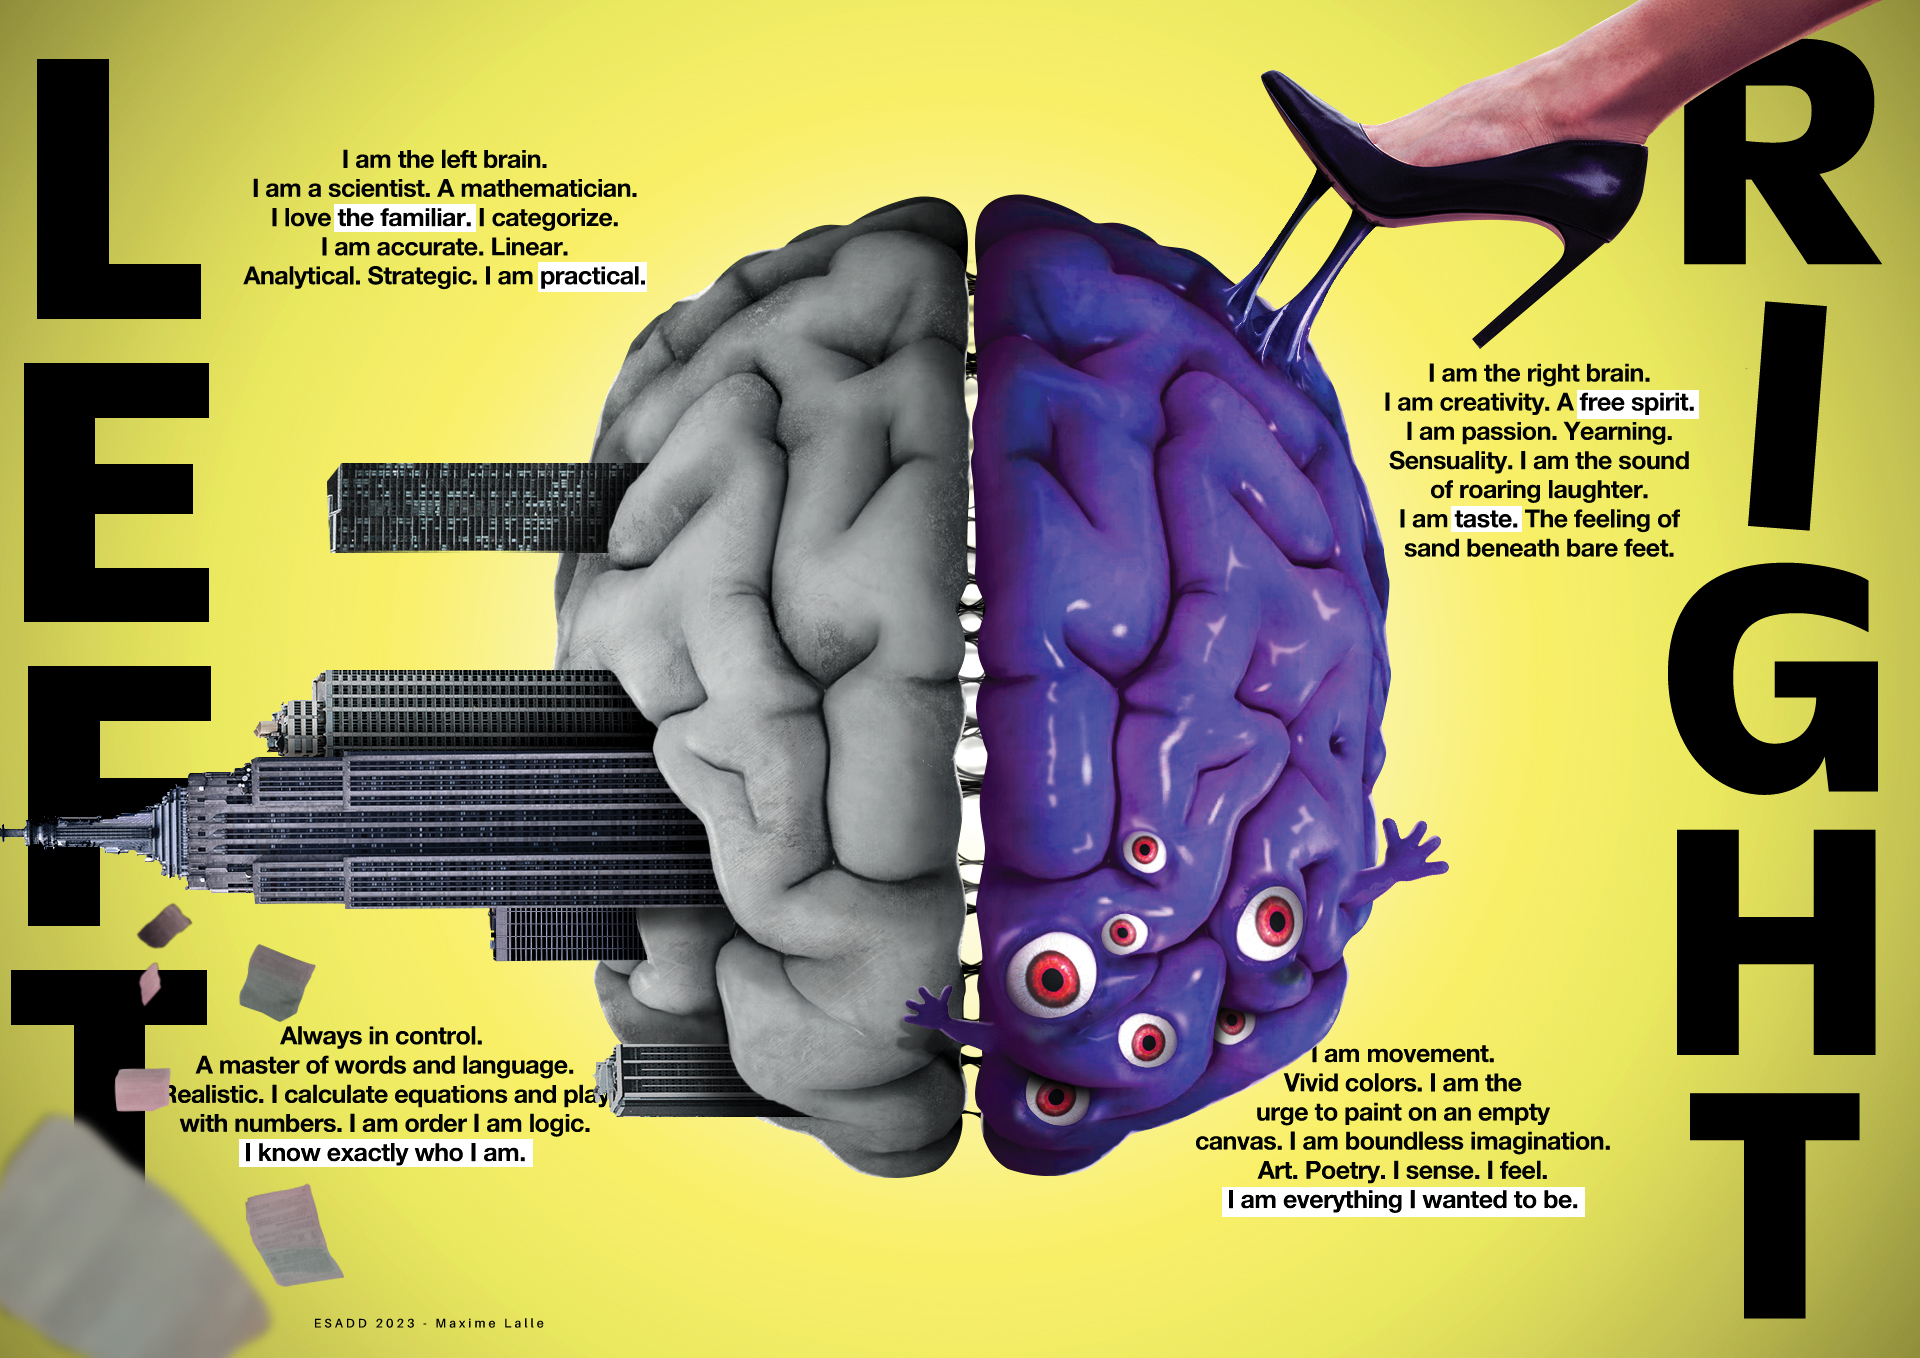 LEFT
I am the left brain.
I am a scientist. A mathematician.
I love the familiar. I categorize.
I am accurate. Linear.
Analytical. Strategic. I am practical.
Always in control.
A master of words and language.
Realistic. I calculate equations and play
with numbers. I am order I am logic.
I know exactly who I am.
RIGHT
I am the right brain.
I am creativity. A free spirit.
I am passion. Yearning.
Sensuality. I am the sound
of roaring laughter.
I am taste. The feeling of
sand beneath bare feet.
I am movement.
Vivid colors. I am the
urge to paint on an empty
canvas. I am boundless imagination.
Art. Poetry. I sense. I feel.
I am everything I wanted to be.
ESADD 2023 - Maxime Lalle